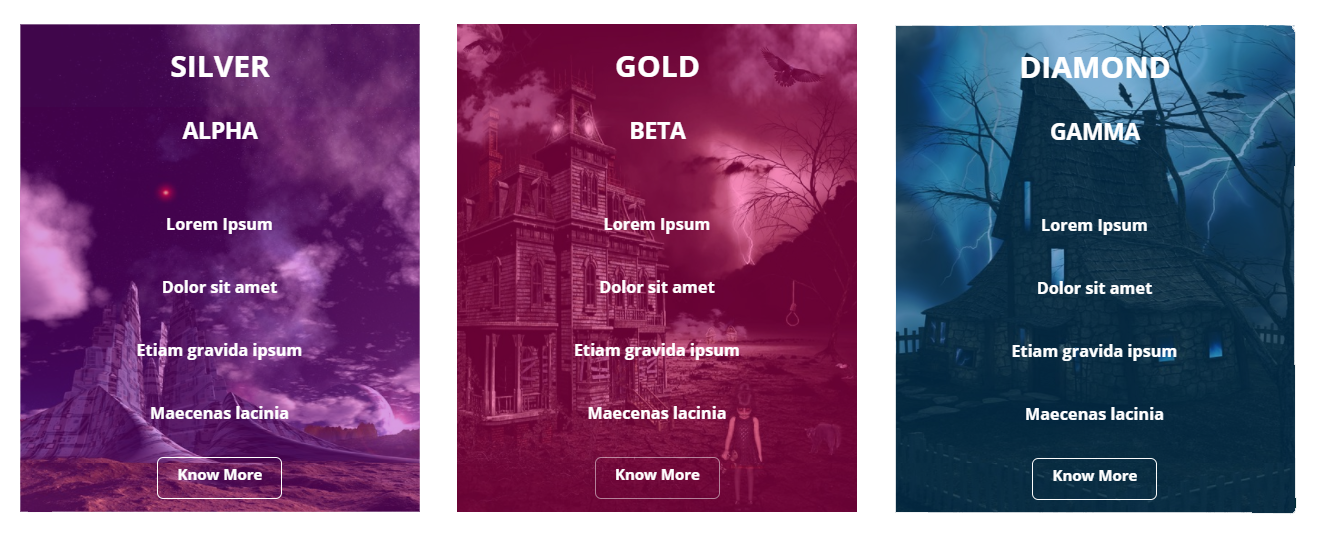 SILVER
ALPHA
Lorem Ipsum
Dolor sit amet
Etiam gravida ipsum
Maecenas lacinia
Know More
GOLD
BETA
Lorem Ipsum
Dolor sit amet
Etiam gravida ipsum
Maecenas lacinia
Know More
DIAMOND
GAMMA
Lorem Ipsum
Dolor sit amet
Etiam gravida ipsum
Maecenas lacinia
Know More